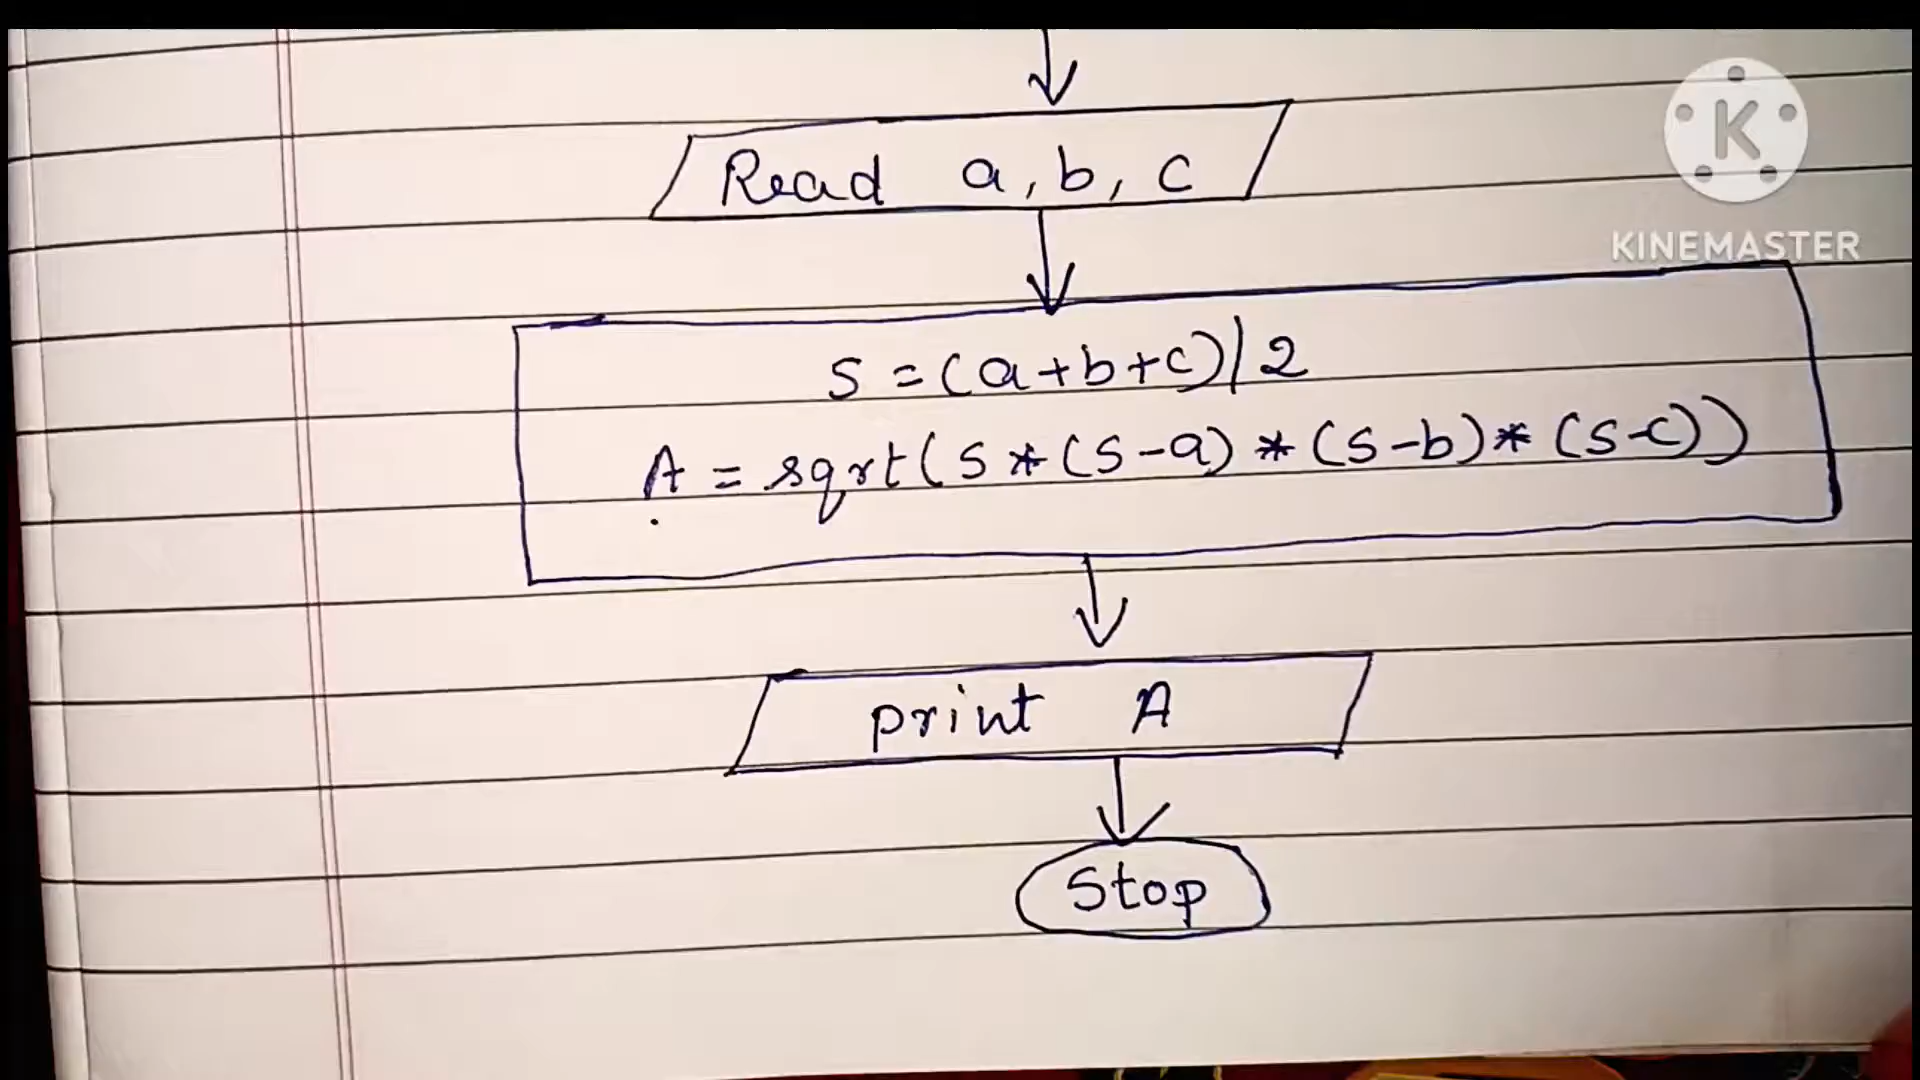 Read a, b, c
KINEMASTER
S = (a+b+c)/2
A = sqrt(S*(S-a)*(S-b)*(S-c))
print A
Stop